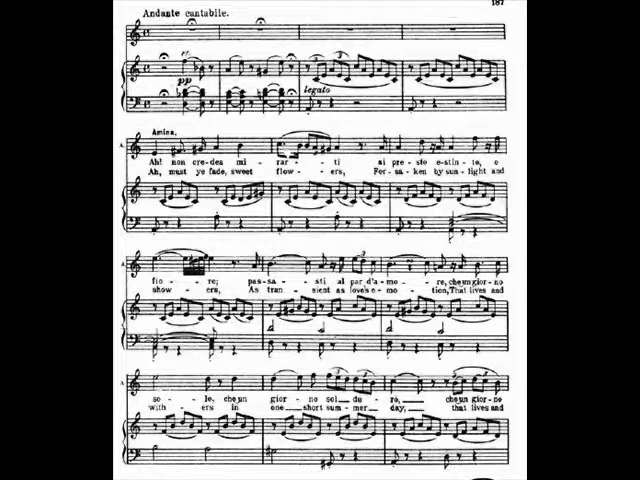 187
Andante cantabile.
pp
legato
Amina.
A.
Ah! non cre-dea mi - rar - ti si pre-sto e-stin-to, o
Ah, must ye fade, sweet flow - ers, For-sa - ken by sun - light and
A.
fio - re; pas-sa - sti al par d'a-mo - re, che un gior-no
show - ers, As tran - sient as love's e - mo - tion, That lives and
A.
so - le, che un gior - no sol du - rò, che un gior-no
with - ers in one short sum - mer day, that lives and